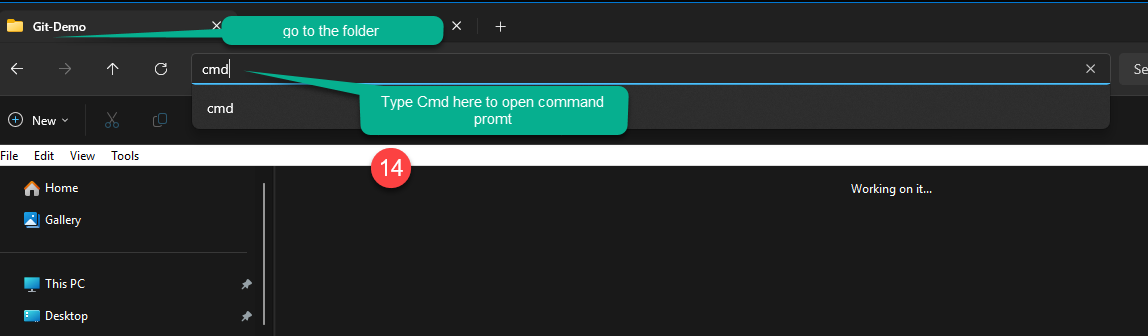 Git-Demo
go to the folder
cmd
Se
cmd
Type Cmd here to open command
promt
New
File Edit View Tools
14
Home
Working on it...
Gallery
This PC
Desktop